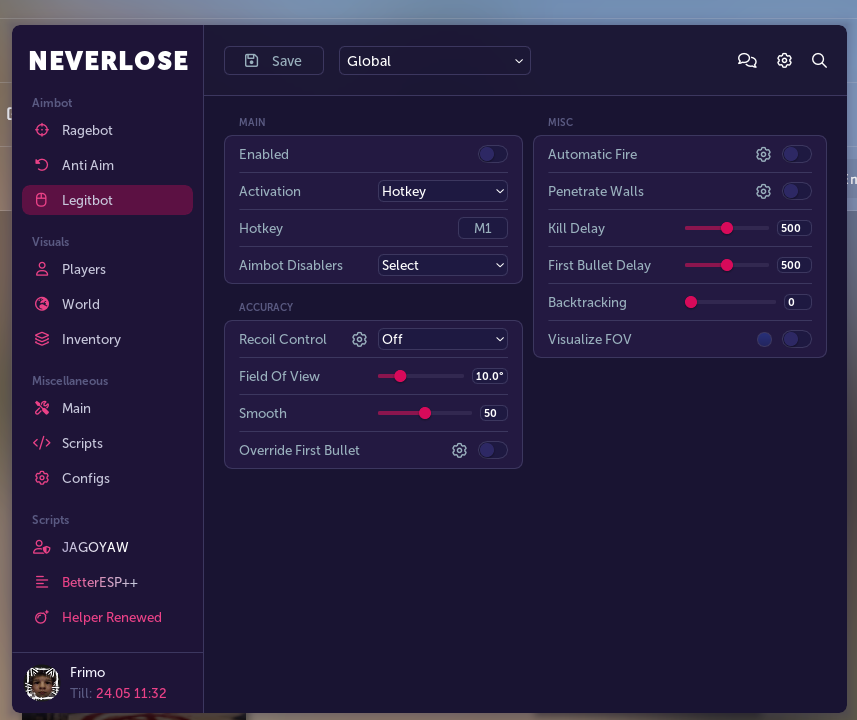 NEVERLOSE
Save
Global
Aimbot
Ragebot
Anti Aim
Legitbot
Visuals
Players
World
Inventory
Miscellaneous
Main
Scripts
Configs
Scripts
JAGOYAW
BetterESP++
Helper Renewed
Frimo
Till: 24.05 11:32
MAIN
Enabled
Activation Hotkey
Hotkey M1
Aimbot Disablers Select
ACCURACY
Recoil Control Off
Field Of View 10.0°
Smooth 50
Override First Bullet
MISC
Automatic Fire
Penetrate Walls
Kill Delay 500
First Bullet Delay 500
Backtracking 0
Visualize FOV